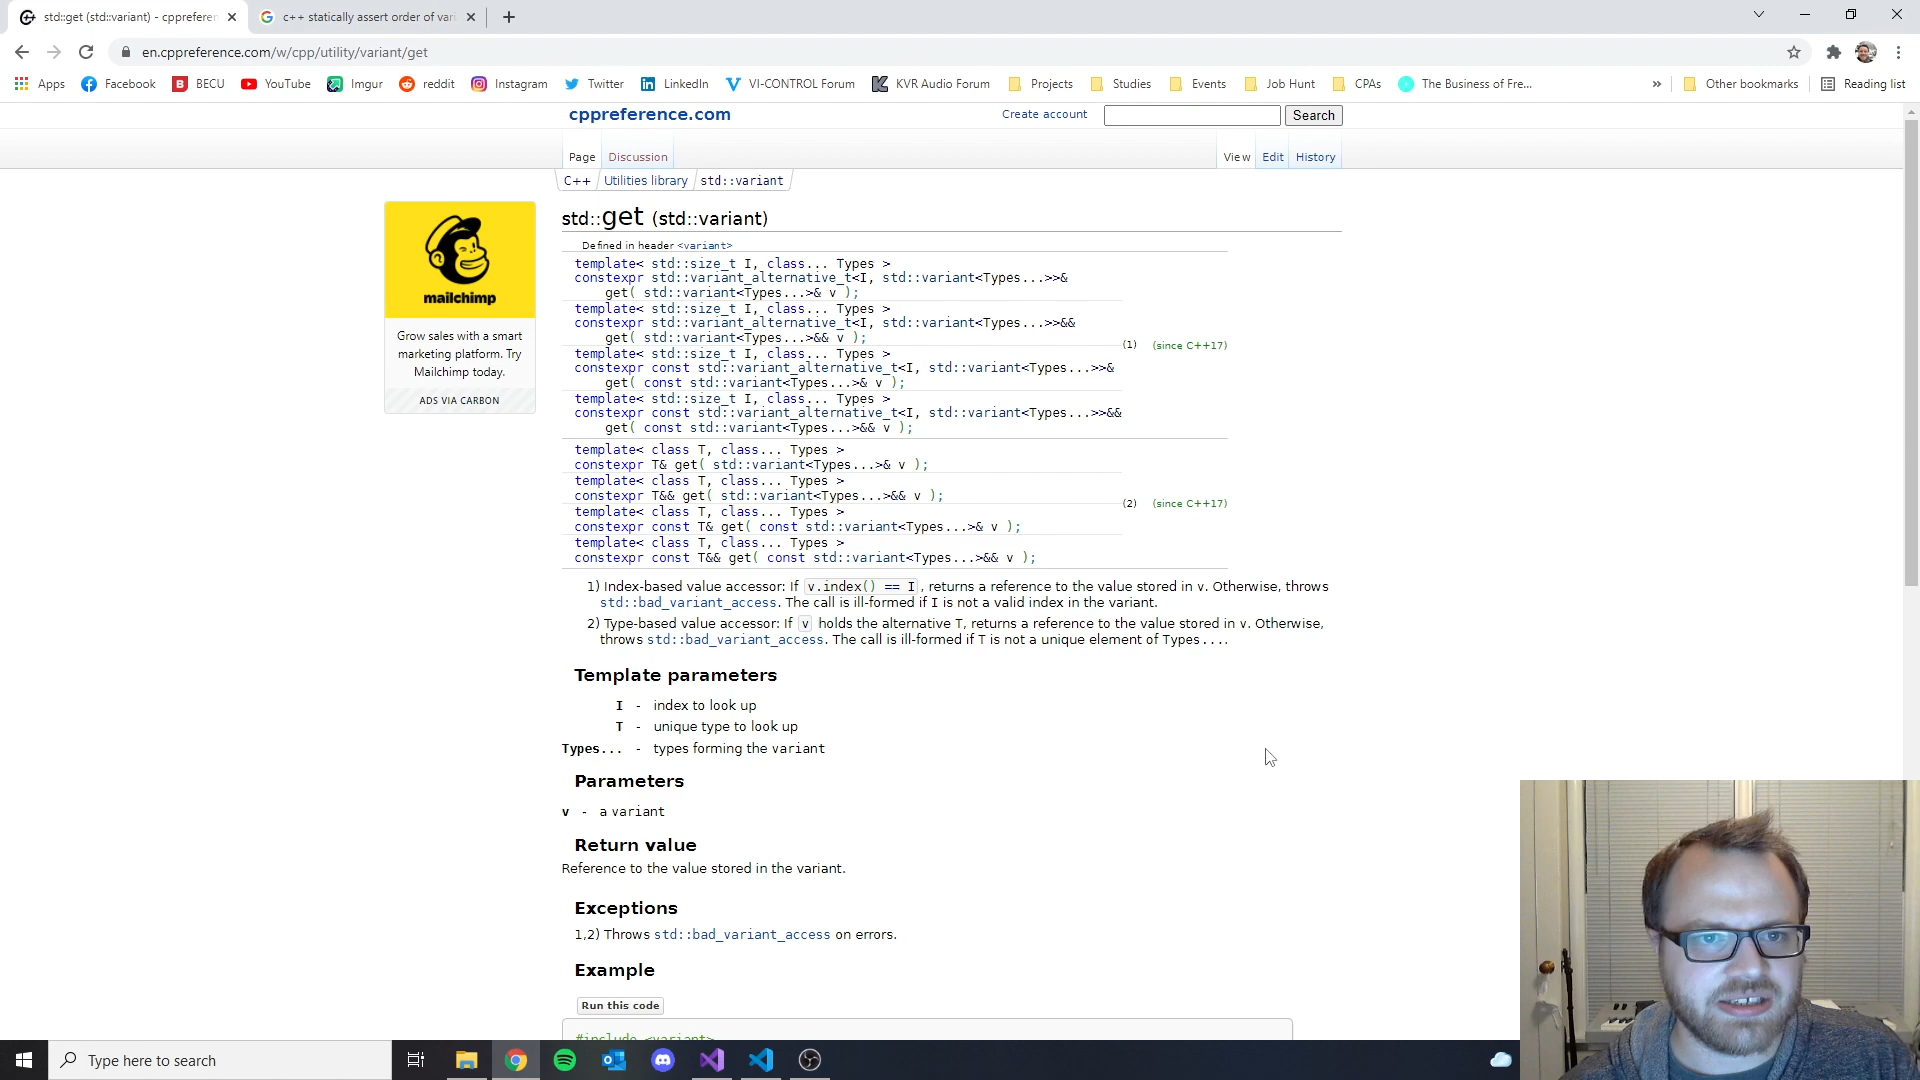 std::get (std::variant) - cppreferen
c++ statically assert order of vari
en.cppreference.com/w/cpp/utility/variant/get
Apps
Facebook
BECU
YouTube
Imgur
reddit
Instagram
Twitter
LinkedIn
VI-CONTROL Forum
KVR Audio Forum
Projects
Studies
Events
Job Hunt
CPAs
The Business of Fre...
»
Other bookmarks
Reading list
cppreference.com
Create account
Search
Page
Discussion
View
Edit
History
C++
Utilities library
std::variant
mailchimp
Grow sales with a smart
marketing platform. Try
Mailchimp today.
ADS VIA CARBON
std::get (std::variant)
Defined in header <variant>
template< std::size_t I, class... Types >
constexpr std::variant_alternative_t<I, std::variant<Types...>>&
get( std::variant<Types...>& v );
template< std::size_t I, class... Types >
constexpr std::variant_alternative_t<I, std::variant<Types...>>&&
get( std::variant<Types...>&& v );
template< std::size_t I, class... Types >
constexpr const std::variant_alternative_t<I, std::variant<Types...>>&
get( const std::variant<Types...>& v );
template< std::size_t I, class... Types >
constexpr const std::variant_alternative_t<I, std::variant<Types...>>&&
get( const std::variant<Types...>&& v );
(1) (since C++17)
template< class T, class... Types >
constexpr T& get( std::variant<Types...>& v );
template< class T, class... Types >
constexpr T&& get( std::variant<Types...>&& v );
template< class T, class... Types >
constexpr const T& get( const std::variant<Types...>& v );
template< class T, class... Types >
constexpr const T&& get( const std::variant<Types...>&& v );
(2) (since C++17)
1) Index-based value accessor: If v.index() == I, returns a reference to the value stored in v. Otherwise, throws
std::bad_variant_access. The call is ill-formed if I is not a valid index in the variant.
2) Type-based value accessor: If v holds the alternative T, returns a reference to the value stored in v. Otherwise,
throws std::bad_variant_access. The call is ill-formed if T is not a unique element of Types....
Template parameters
I - index to look up
T - unique type to look up
Types... - types forming the variant
Parameters
v - a variant
Return value
Reference to the value stored in the variant.
Exceptions
1,2) Throws std::bad_variant_access on errors.
Example
Run this code
#include <variant>
Type here to search